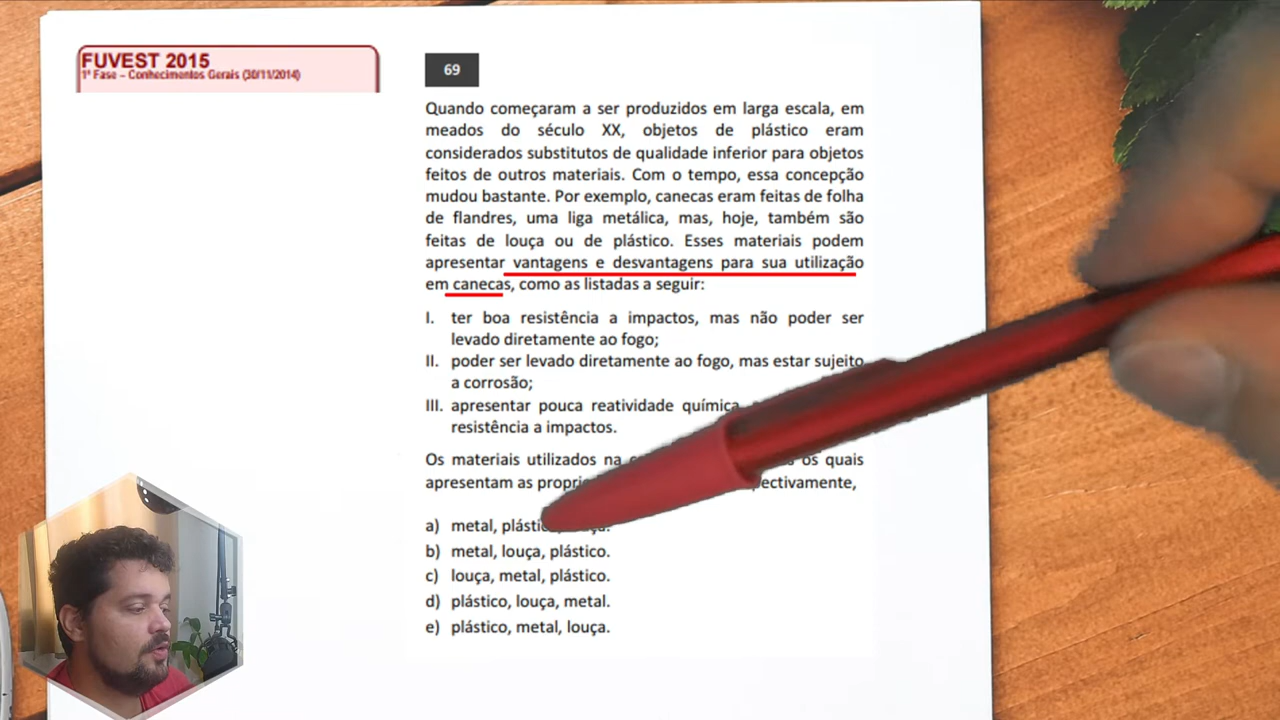 FUVEST 2015
1ª Fase – Conhecimentos Gerais (30/11/2014)
69
Quando começaram a ser produzidos em larga escala, em
meados do século XX, objetos de plástico eram
considerados substitutos de qualidade inferior para objetos
feitos de outros materiais. Com o tempo, essa concepção
mudou bastante. Por exemplo, canecas eram feitas de folha
de flandres, uma liga metálica, mas, hoje, também são
feitas de louça ou de plástico. Esses materiais podem
apresentar vantagens e desvantagens para sua utilização
em canecas, como as listadas a seguir:
I. ter boa resistência a impactos, mas não poder ser
levado diretamente ao fogo;
II. poder ser levado diretamente ao fogo, mas estar sujeito
a corrosão;
III. apresentar pouca reatividade química,
resistência a impactos.
Os materiais utilizados na os quais
apresentam as
a) metal,
b) metal, louça, plástico.
c) louça, metal, plástico.
d) plástico, louça, metal.
e) plástico, metal, louça.